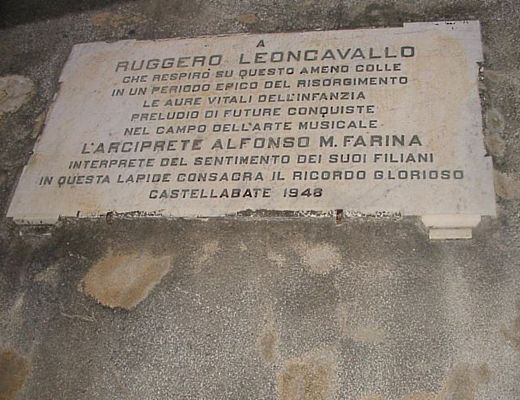 A
RUGGERO LEONCAVALLO
CHE RESPIRÒ SU QUESTO AMENO COLLE
IN UN PERIODO EPICO DEL RISORGIMENTO
LE AURE VITALI DELL'INFANZIA
PRELUDIO DI FUTURE CONQUISTE
NEL CAMPO DELL'ARTE MUSICALE
L'ARCIPRETE ALFONSO M. FARINA
INTERPRETE DEL SENTIMENTO DEI SUOI FILIANI
IN QUESTA LAPIDE CONSACRA IL RICORDO GLORIOSO
CASTELLABATE 1948